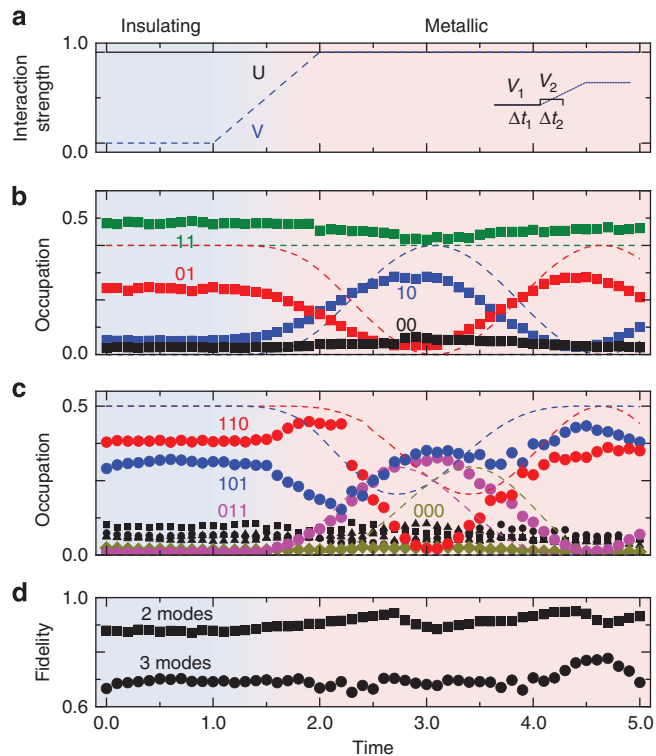 a
Insulating
Metallic
Interaction
strength
1.0
0.0
U
V
V1
V2
Δt1
Δt2
b
Occupation
0.5
0.0
11
01
10
00
c
Occupation
0.5
0.0
110
101
011
000
d
Fidelity
1.0
0.6
2 modes
3 modes
0.0
1.0
2.0
3.0
4.0
5.0
Time